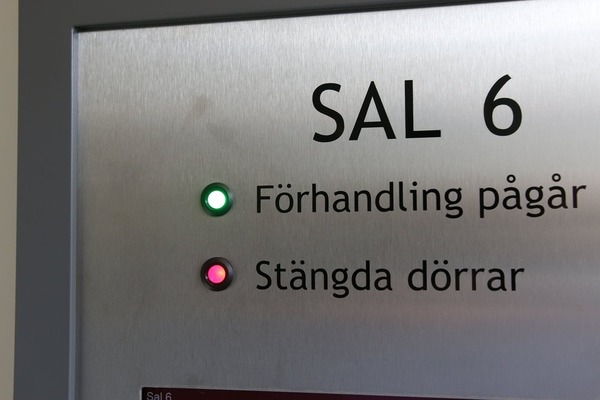 SAL 6
Förhandling pågår
Stängda dörrar
Sal 6